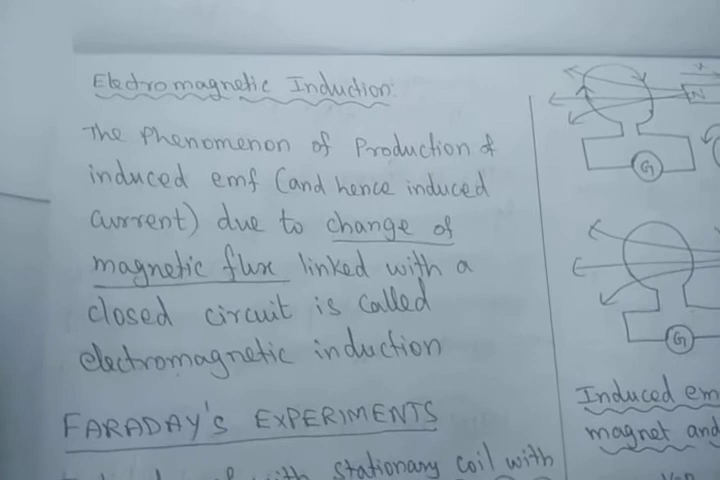 Electromagnetic Induction:
The Phenomenon of Production of
induced emf (and hence induced
current) due to change of
magnetic flux linked with a
closed circuit is called
electromagnetic induction
FARADAY'S EXPERIMENTS
with stationary coil with
N
G
G
Induced em
magnet and